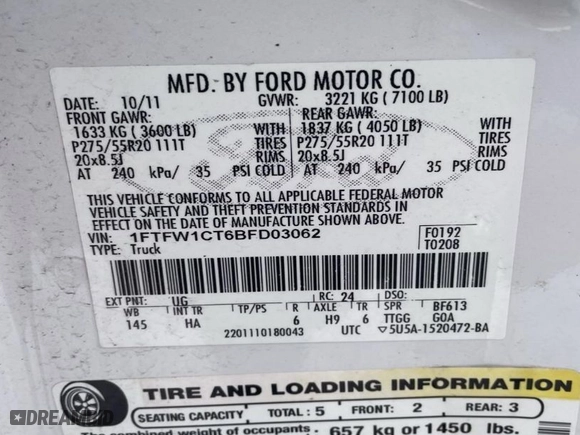 MFD. BY FORD MOTOR CO.
DATE: 10/11 GVWR: 3221 KG ( 7100 LB)
FRONT GAWR: REAR GAWR:
1633 KG ( 3600 LB) WITH 1837 KG ( 4050 LB) WITH
P275/55R20 111T TIRES P275/55R20 111T TIRES
20x8.5J RIMS 20x8.5J RIMS
AT 240 kPa/ 35 PSI COLD AT 240 kPa/ 35 PSI COLD
THIS VEHICLE CONFORMS TO ALL APPLICABLE FEDERAL MOTOR
VEHICLE SAFETY AND THEFT PREVENTION STANDARDS IN
EFFECT ON THE DATE OF MANUFACTURE SHOWN ABOVE.
VIN: 1FTFW1CT6BFD03062 F0192
TYPE: Truck T0208
EXT PNT: UG RC: 24 DSO:
WB INT TR TP/PS R AXLE TR SPR BF613
145 HA 6 H9 6 TTGG GOA
2201110180043 UTC ▽5U5A-1520472-BA
TIRE AND LOADING INFORMATION
SEATING CAPACITY TOTAL : 5 FRONT: 2 REAR: 3
The combined weight of occupants 657 kg or 1450 lbs.